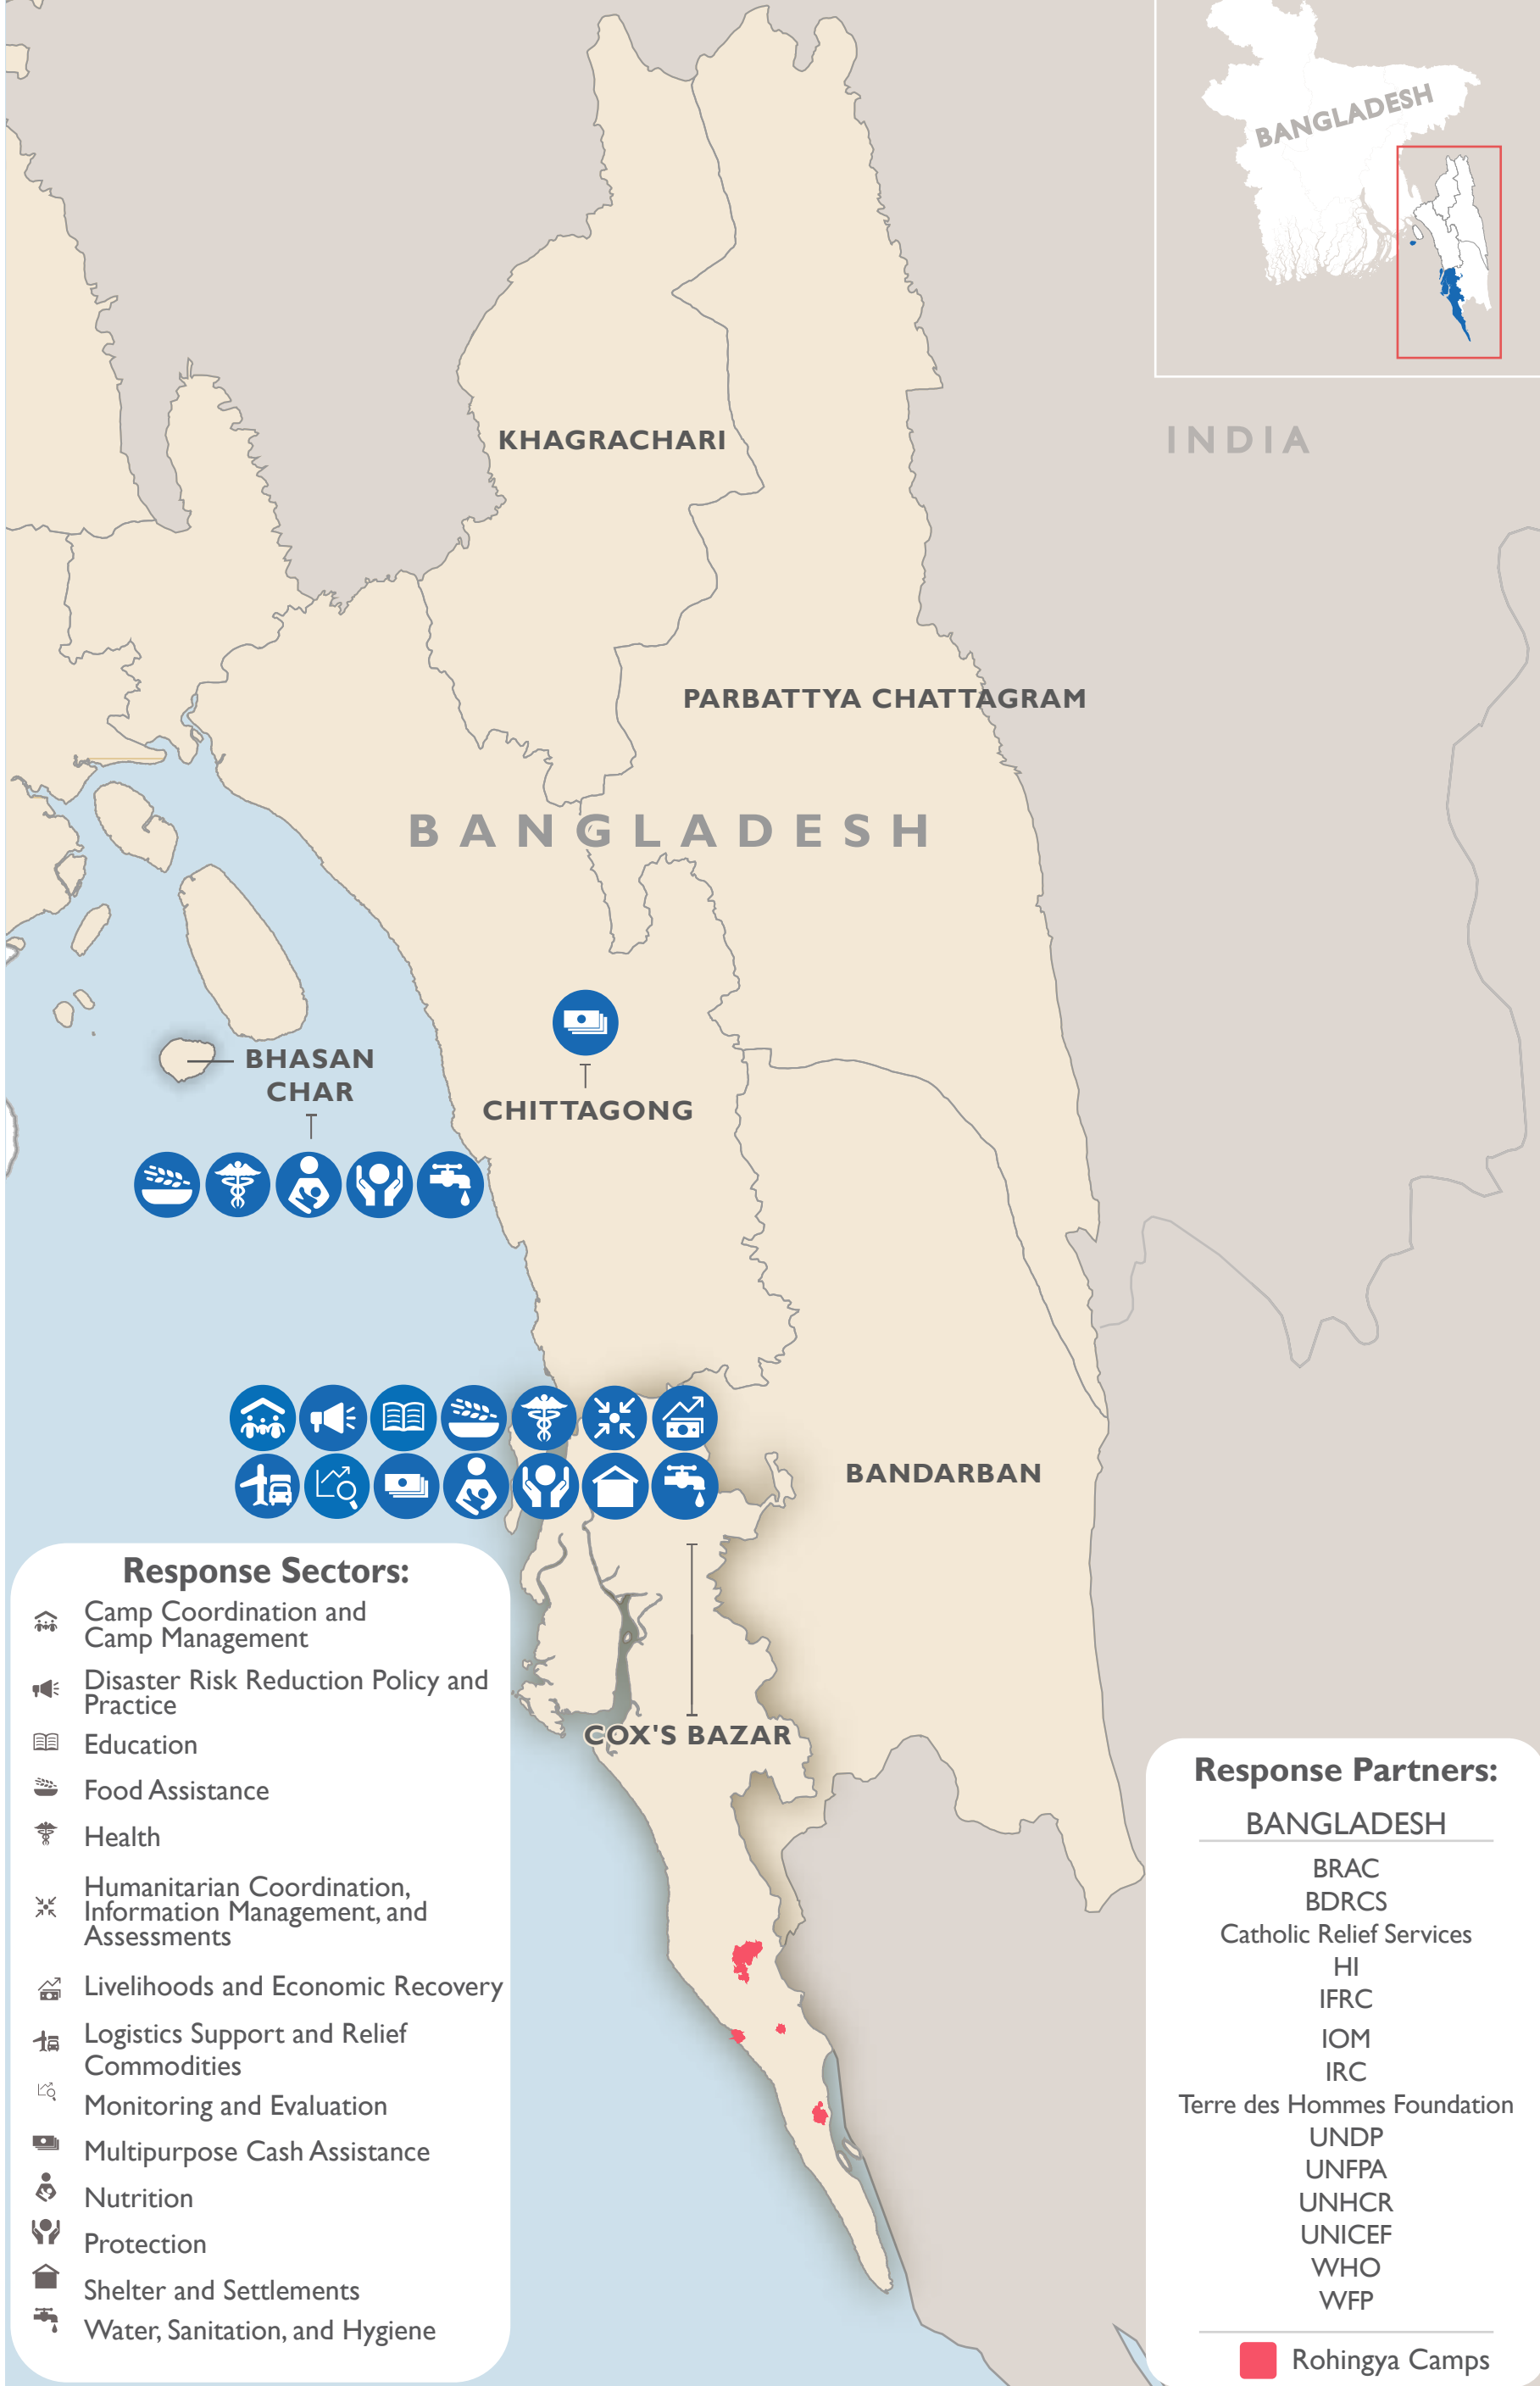 BANGLADESH
INDIA
KHAGRACHARI
PARBATTYA CHATTAGRAM
BANGLADESH
BHASAN
CHAR
CHITTAGONG
BANDARBAN
COX'S BAZAR
Response Sectors:
Camp Coordination and
Camp Management
Disaster Risk Reduction Policy and
Practice
Education
Food Assistance
Health
Humanitarian Coordination,
Information Management, and
Assessments
Livelihoods and Economic Recovery
Logistics Support and Relief
Commodities
Monitoring and Evaluation
Multipurpose Cash Assistance
Nutrition
Protection
Shelter and Settlements
Water, Sanitation, and Hygiene
Response Partners:
BANGLADESH
BRAC
BDRCS
Catholic Relief Services
HI
IFRC
IOM
IRC
Terre des Hommes Foundation
UNDP
UNFPA
UNHCR
UNICEF
WHO
WFP
Rohingya Camps